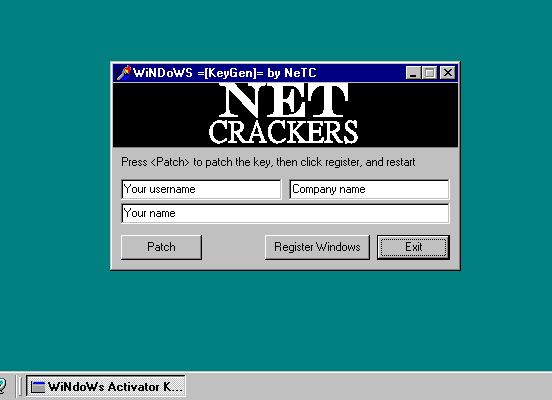 WiNDoWS =[KeyGen]= by NeTC
NET
CRACKERS
Press <Patch> to patch the key, then click register, and restart
Your username
Company name
Your name
Patch
Register Windows
Exit
WiNdoWs Activator K...